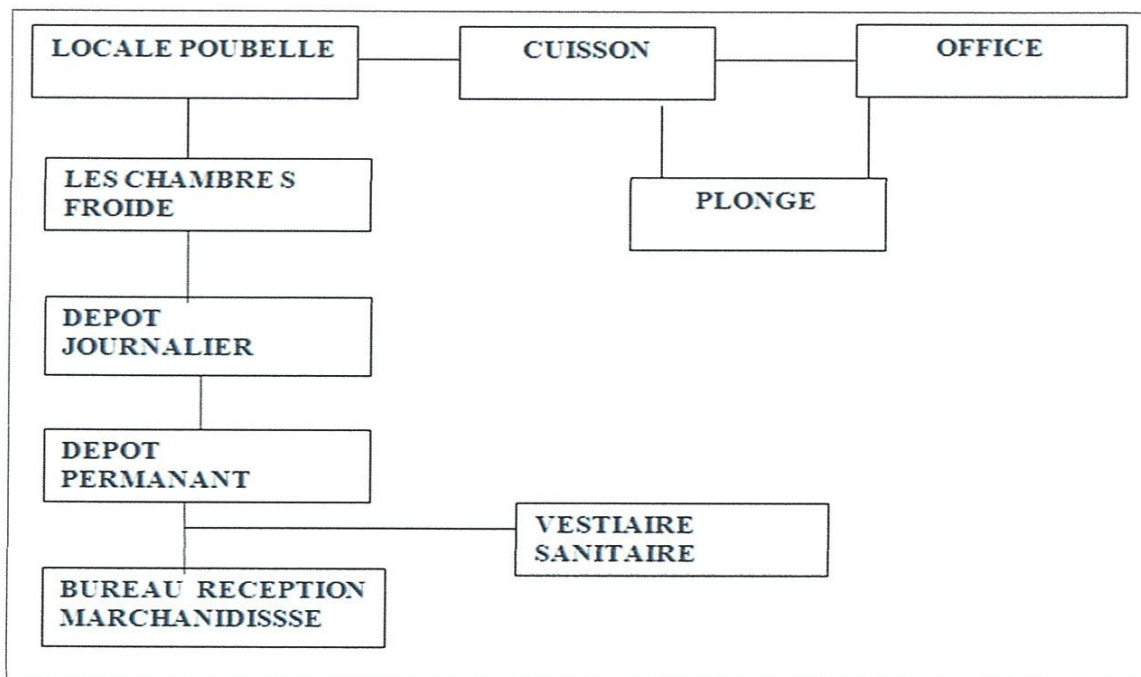 LOCALE POUBELLE
CUISSON
OFFICE
LES CHAMBRE S
FROIDE
PLONGE
DEPOT
JOURNALIER
DEPOT
PERMANANT
VESTIAIRE
SANITAIRE
BUREAU RECEPTION
MARCHANIDISSSE